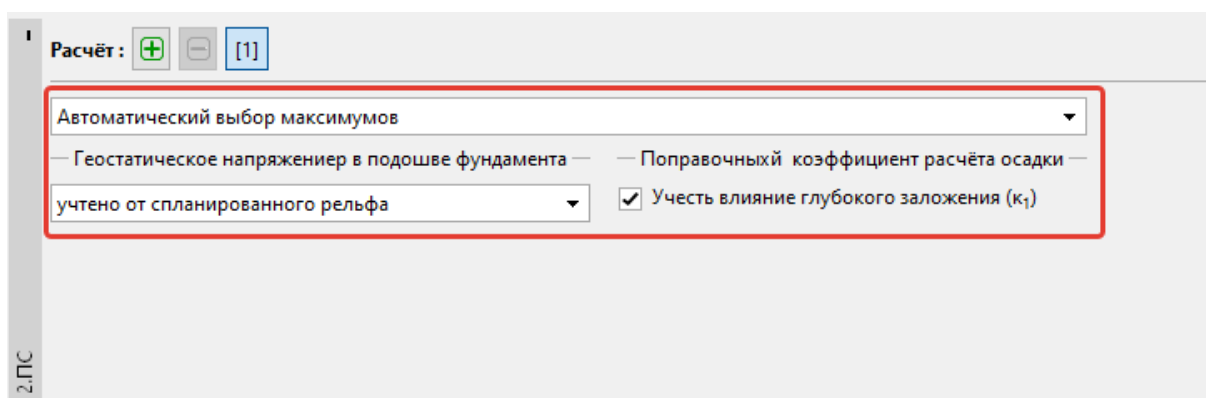 Расчёт :
[1]
Автоматический выбор максимумов
Геостатическое напряжениер в подошве фундамента
Поправочныхй коэффициент расчёта осадки
учтено от спланированного рельфа
Учесть влияние глубокого заложения (κ₁)
2.ПС